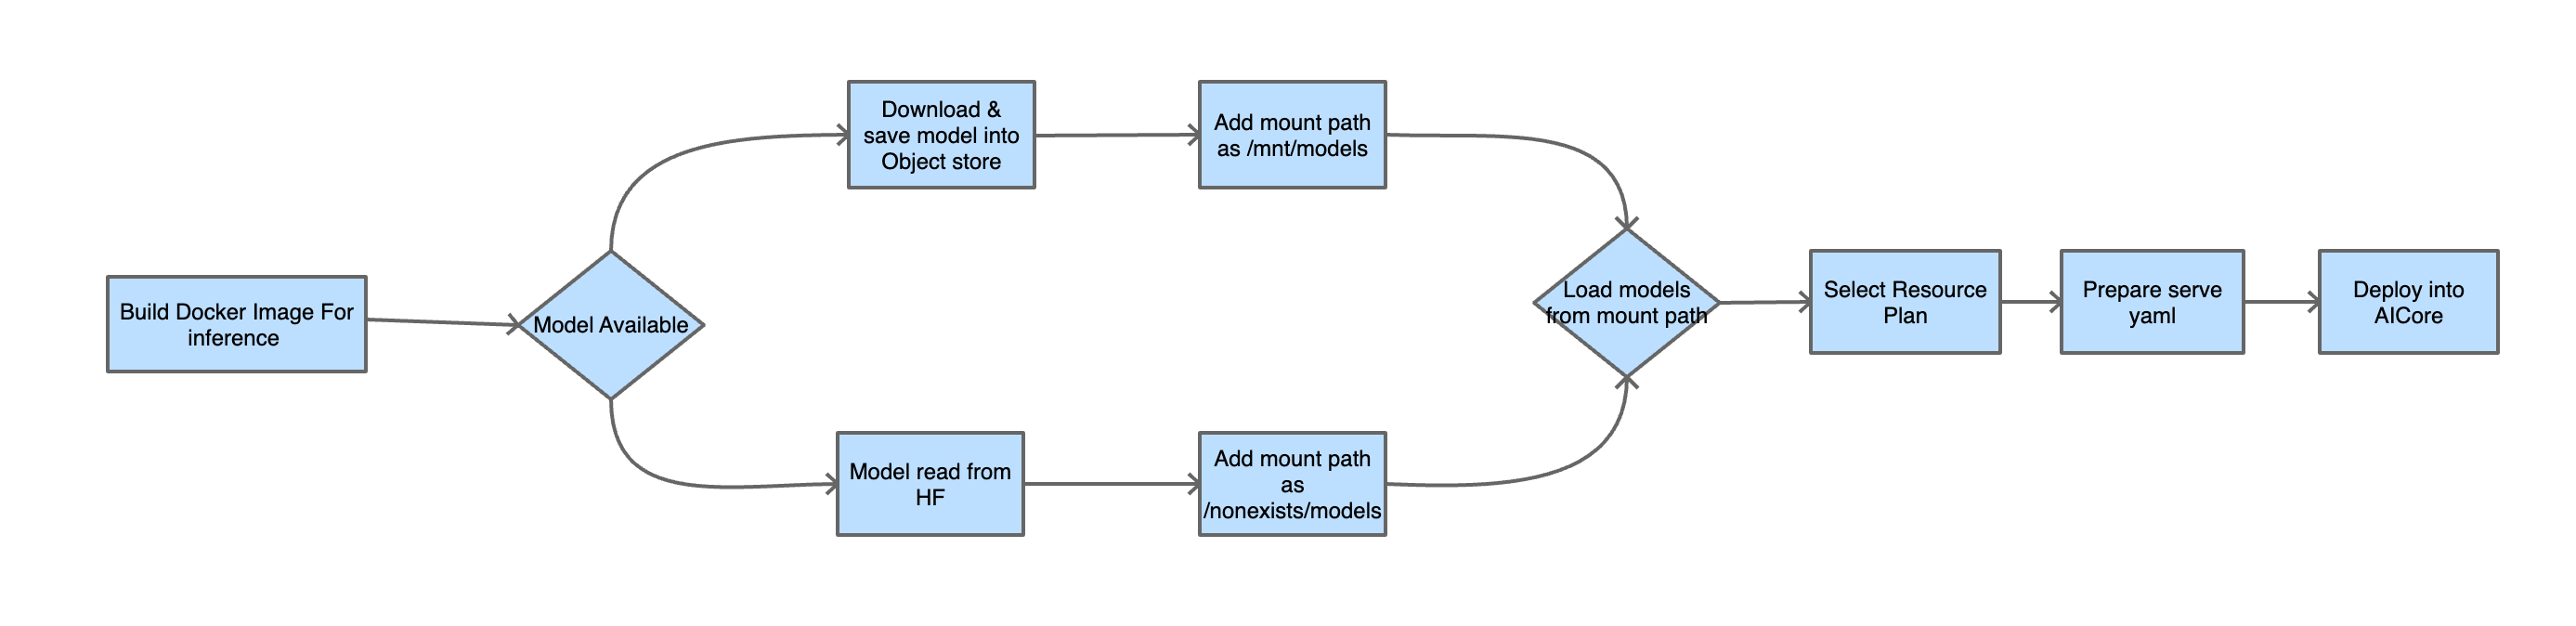 Build Docker Image For
inference
Model Available
Download &
save model into
Object store
Add mount path
as /mnt/models
Model read from
HF
Add mount path
as
/nonexists/models
Load models
from mount path
Select Resource
Plan
Prepare serve
yaml
Deploy into
AICore